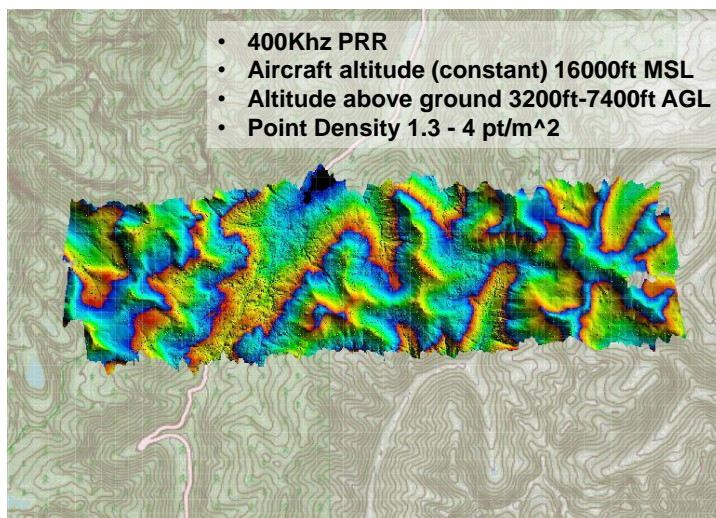 • 400Khz PRR
• Aircraft altitude (constant) 16000ft MSL
• Altitude above ground 3200ft-7400ft AGL
• Point Density 1.3 - 4 pt/m^2